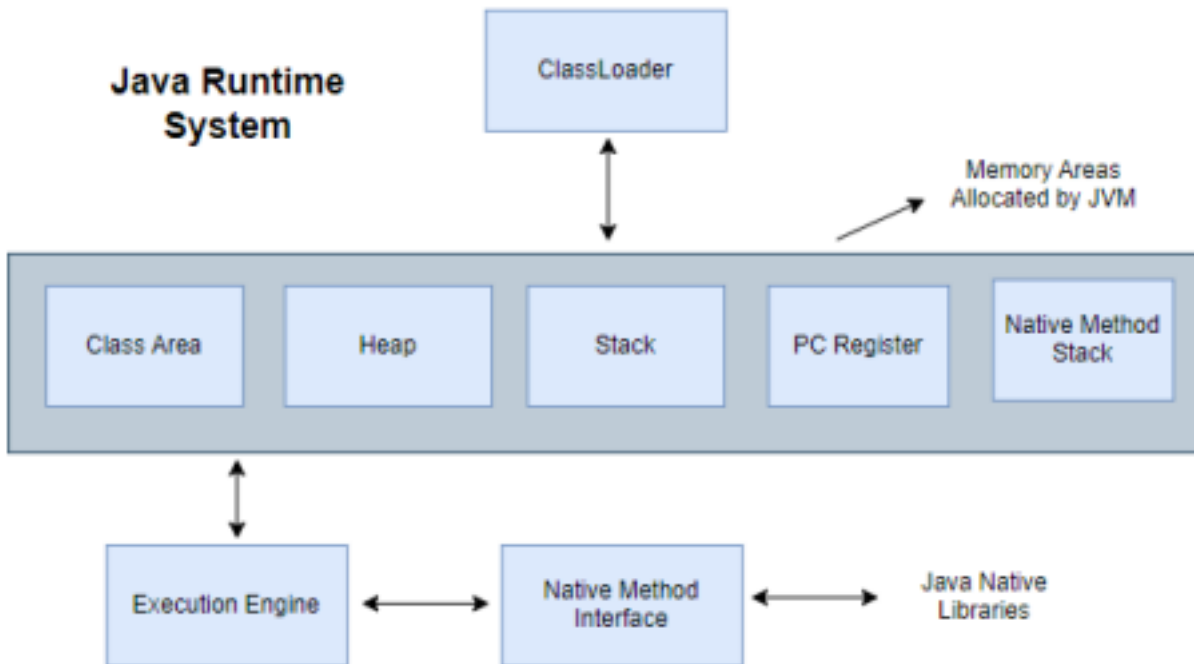 ClassLoader
Java Runtime
System
Memory Areas
Allocated by JVM
Class Area
Heap
Stack
PC Register
Native Method
Stack
Execution Engine
Native Method
Interface
Java Native
Libraries